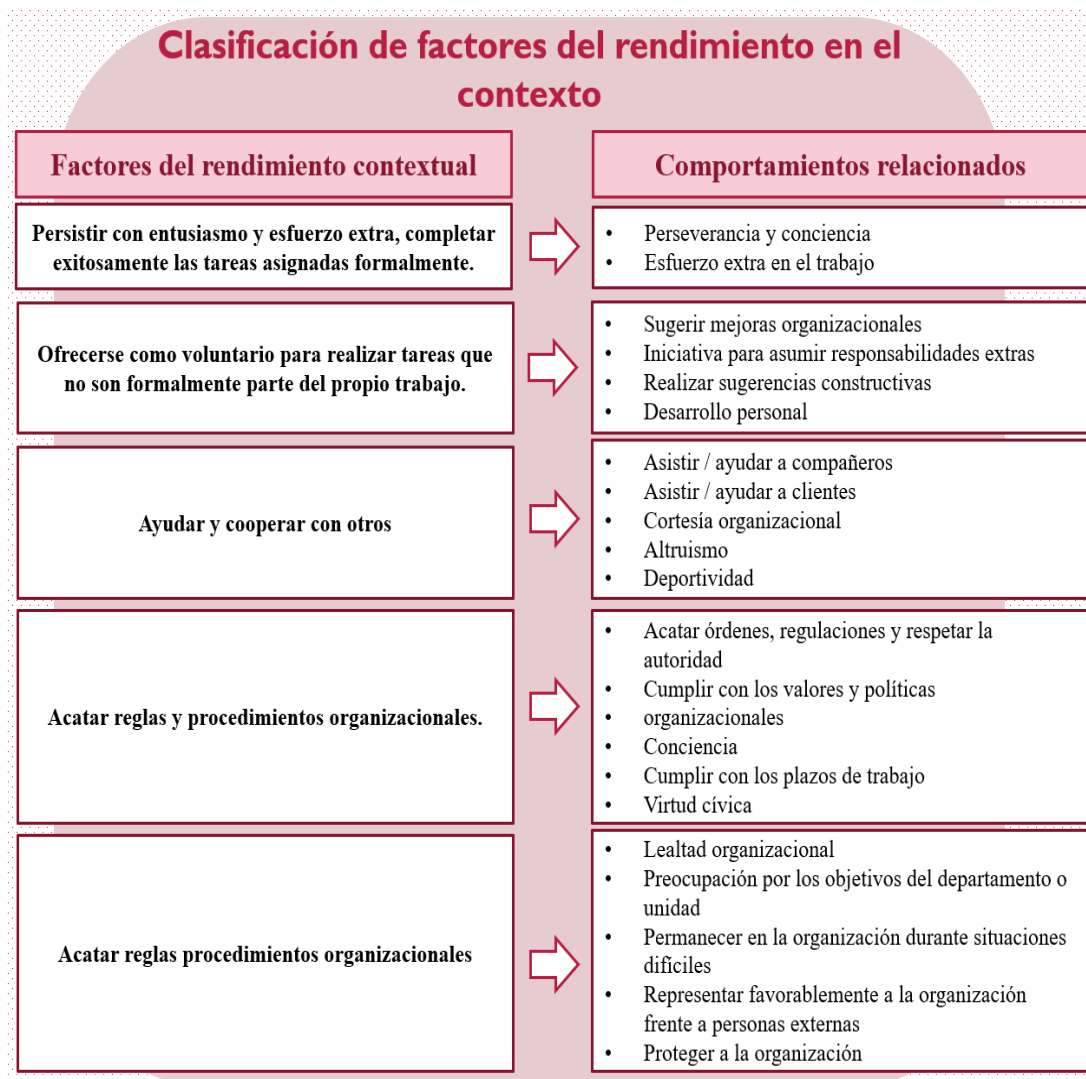 Clasificación de factores del rendimiento en el
contexto
Factores del rendimiento contextual
Comportamientos relacionados
Persistir con entusiasmo y esfuerzo extra, completar
exitosamente las tareas asignadas formalmente.
• Perseverancia y conciencia
• Esfuerzo extra en el trabajo
Ofrecerse como voluntario para realizar tareas que
no son formalmente parte del propio trabajo.
• Sugerir mejoras organizacionales
• Iniciativa para asumir responsabilidades extras
• Realizar sugerencias constructivas
• Desarrollo personal
Ayudar y cooperar con otros
• Asistir / ayudar a compañeros
• Asistir / ayudar a clientes
• Cortesía organizacional
• Altruismo
• Deportividad
Acatar reglas y procedimientos organizacionales.
• Acatar órdenes, regulaciones y respetar la
autoridad
• Cumplir con los valores y políticas
• organizacionales
• Conciencia
• Cumplir con los plazos de trabajo
• Virtud cívica
Acatar reglas procedimientos organizacionales
• Lealtad organizacional
• Preocupación por los objetivos del departamento o
unidad
• Permanecer en la organización durante situaciones
difíciles
• Representar favorablemente a la organización
frente a personas externas
• Proteger a la organización